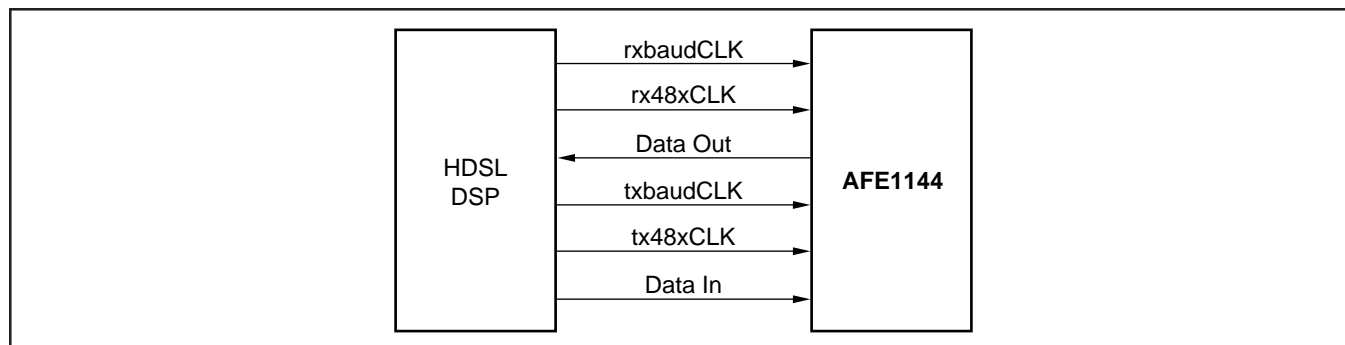 rxbaudCLK
rx48xCLK
Data Out
HDSL
DSP
AFE1144
txbaudCLK
tx48xCLK
Data In